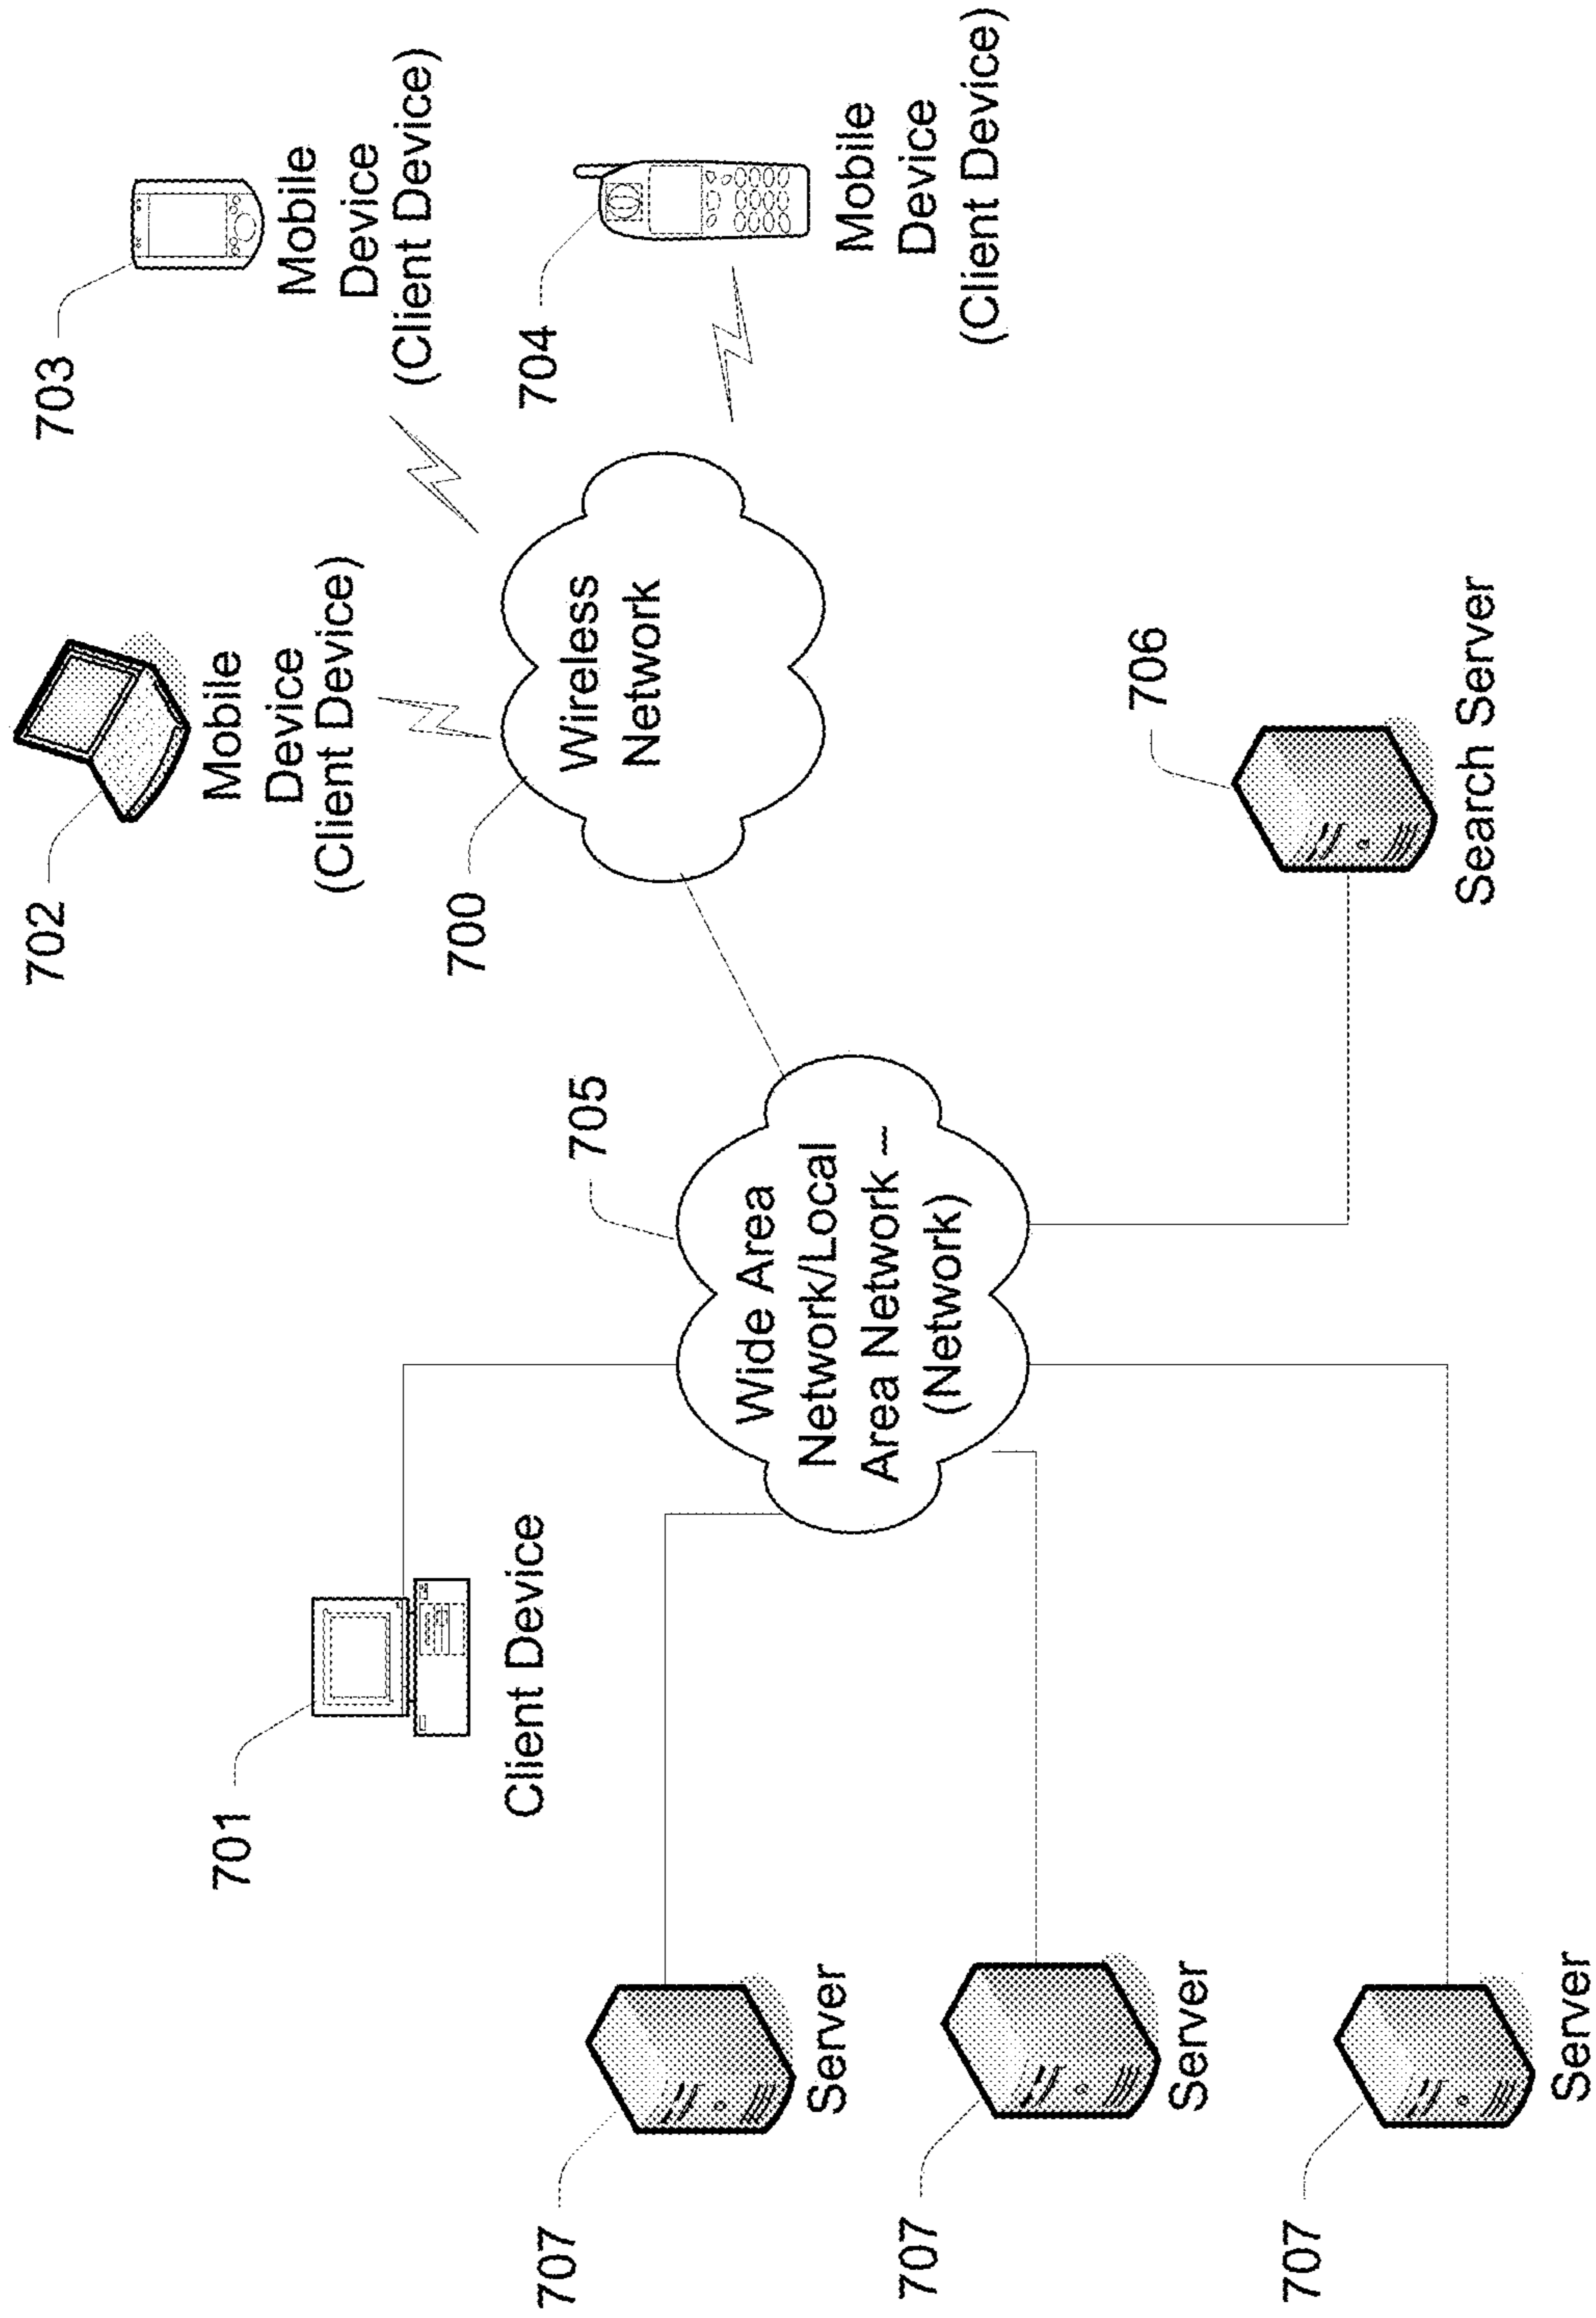 702
Mobile
Device
(Client Device)
703
Mobile
Device
(Client Device)
701
Client Device
700
Wireless
Network
704
Mobile
Device
(Client Device)
705
Wide Area
Network/Local
Area Network –
(Network)
707
Server
707
Server
707
Server
706
Search Server